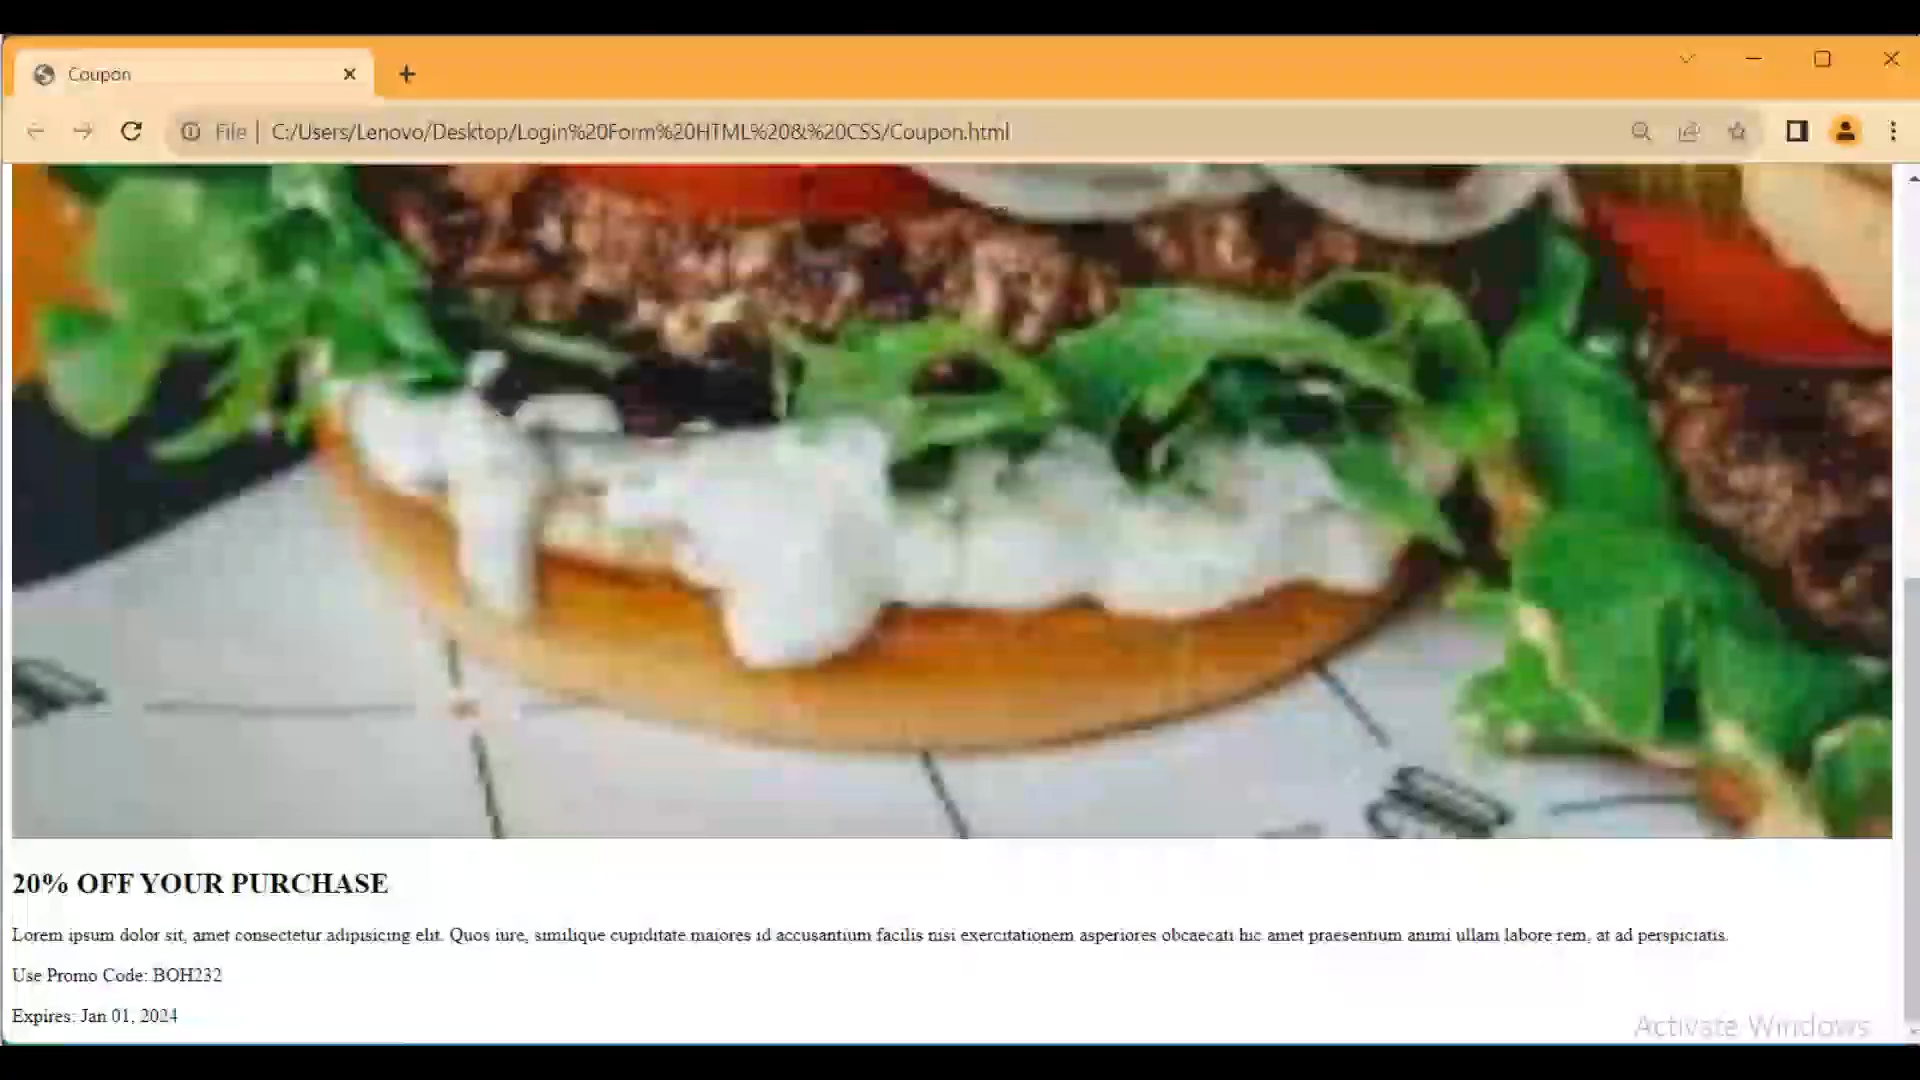 Coupon
File | C:/Users/Lenovo/Desktop/Login%20Form%20HTML%20&%20CSS/Coupon.html
20% OFF YOUR PURCHASE
Lorem ipsum dolor sit, amet consectetur adipisicing elit. Quos iure, similique cupiditate maiores id accusantium facilis nisi exercitationem asperiores obcaecati hic amet praesentium animi ullam labore rem, at ad perspiciatis.
Use Promo Code: BOH232
Expires: Jan 01, 2024
Activate Windows